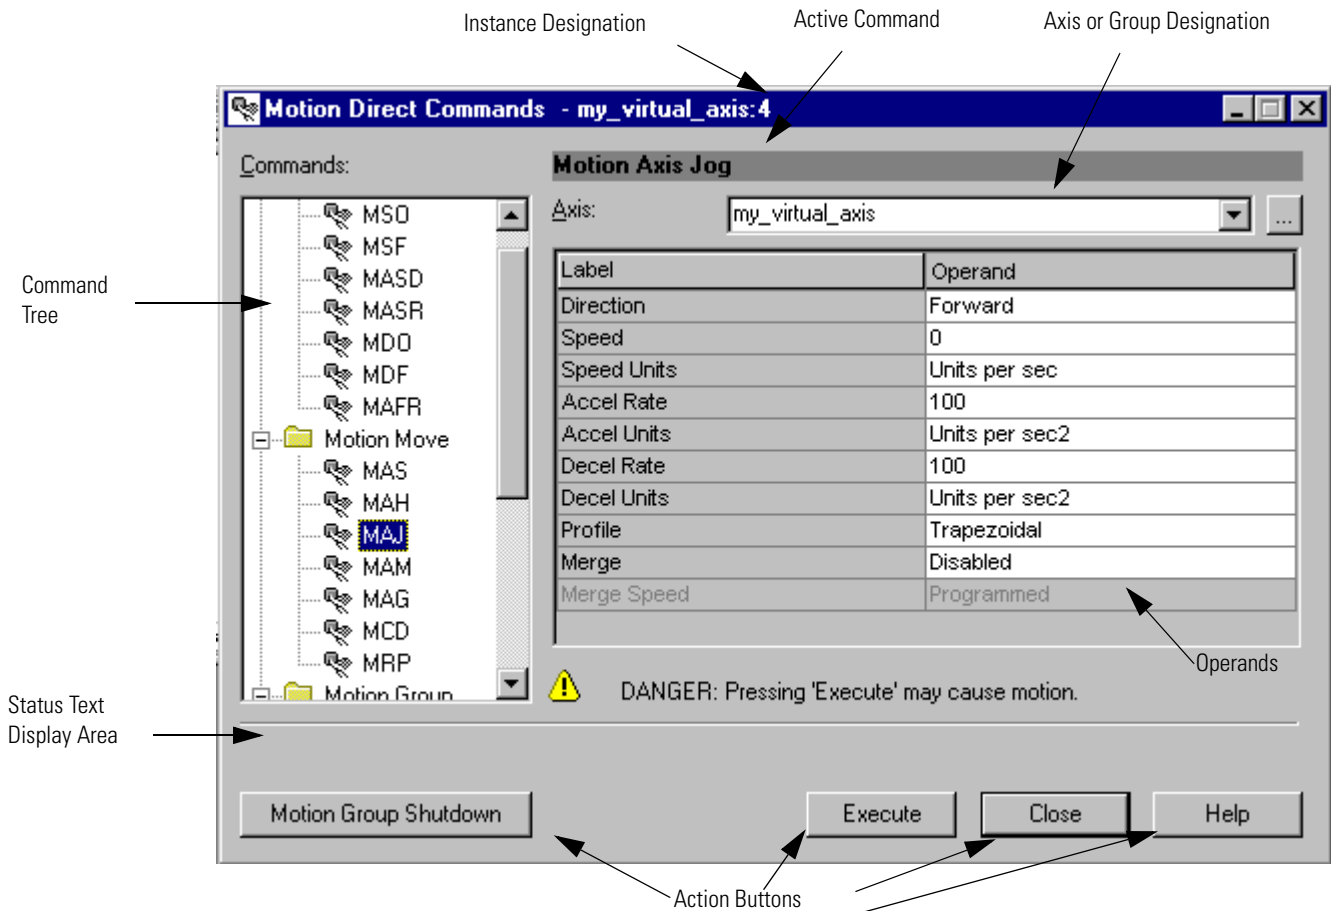 Instance Designation
Active Command
Axis or Group Designation
Motion Direct Commands - my_virtual_axis:4
Commands:
Motion Axis Jog
Axis:
my_virtual_axis
...
Command
Tree
MSO
MSF
MASD
MASR
MDO
MDF
MAFR
Motion Move
MAS
MAH
MAJ
MAM
MAG
MCD
MRP
Motion Group
Label Operand
Direction Forward
Speed 0
Speed Units Units per sec
Accel Rate 100
Accel Units Units per sec2
Decel Rate 100
Decel Units Units per sec2
Profile Trapezoidal
Merge Disabled
Merge Speed Programmed
Operands
DANGER: Pressing 'Execute' may cause motion.
Status Text
Display Area
Motion Group Shutdown
Execute
Close
Help
Action Buttons